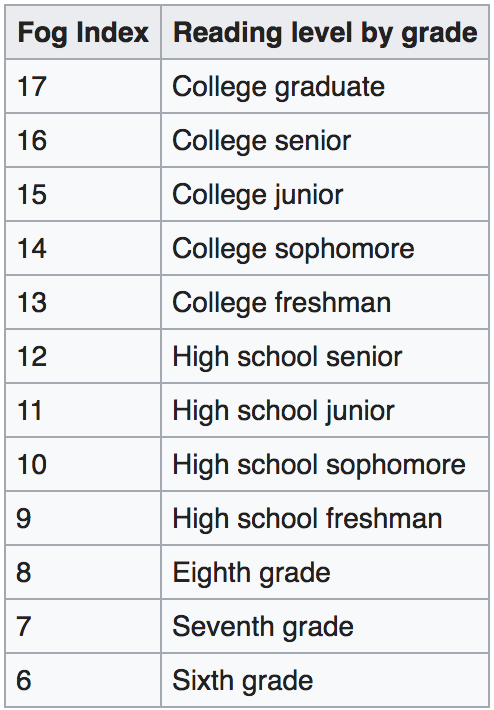 Fog Index Reading level by grade
17 College graduate
16 College senior
15 College junior
14 College sophomore
13 College freshman
12 High school senior
11 High school junior
10 High school sophomore
9 High school freshman
8 Eighth grade
7 Seventh grade
6 Sixth grade